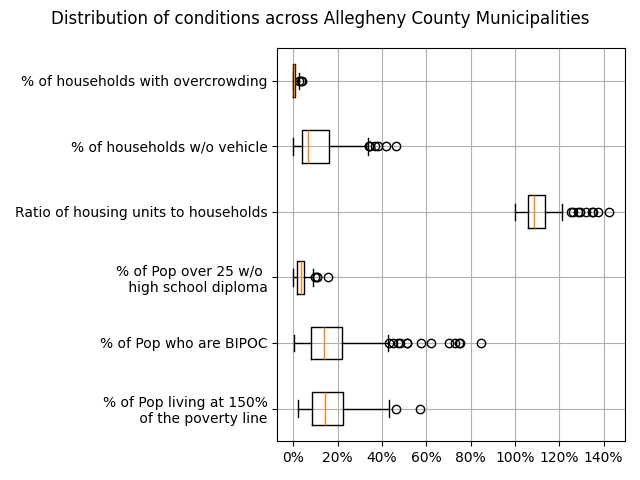 Distribution of conditions across Allegheny County Municipalities
% of households with overcrowding
% of households w/o vehicle
Ratio of housing units to households
% of Pop over 25 w/o
high school diploma
% of Pop who are BIPOC
% of Pop living at 150%
of the poverty line
0% 20% 40% 60% 80% 100% 120% 140%